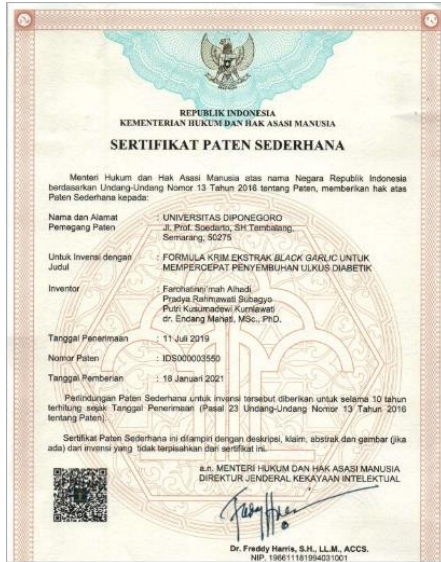 REPUBLIK INDONESIA
KEMENTERIAN HUKUM DAN HAK ASASI MANUSIA
SERTIFIKAT PATEN SEDERHANA
Menteri Hukum dan Hak Asasi Manusia atas nama Negara Republik Indonesia
berdasarkan Undang-Undang Nomor 13 Tahun 2016 tentang Paten, memberikan hak atas
Paten Sederhana kepada:
Nama dan Alamat : UNIVERSITAS DIPONEGORO
Pemegang Paten Jl. Prof. Soedarto, SH Tembalang,
Semarang, 50275
Untuk Invensi dengan : FORMULA KRIM EKSTRAK BLACK GARLIC UNTUK
Judul MEMPERCEPAT PENYEMBUHAN ULKUS DIABETIK
Inventor : Farohatinni'mah Alhadi
Pradya Rahmawati Subagyo
Putri Kusumadewi Kurniawati
dr. Endang Mahati, MSc., PhD.
Tanggal Penerimaan : 11 Juli 2019
Nomor Paten : IDS000003550
Tanggal Pemberian : 18 Januari 2021
Perlindungan Paten Sederhana untuk invensi tersebut diberikan untuk selama 10 tahun
terhitung sejak Tanggal Penerimaan (Pasal 23 Undang-Undang Nomor 13 Tahun 2016
tentang Paten).
Sertifikat Paten Sederhana ini dilampiri dengan deskripsi, klaim, abstrak dan gambar (jika
ada) dari invensi yang tidak terpisahkan dari sertifikat ini.
a.n. MENTERI HUKUM DAN HAK ASASI MANUSIA
DIREKTUR JENDERAL KEKAYAAN INTELEKTUAL
Dr. Freddy Harris, S.H., LL.M., ACCS.
NIP. 196611181994031001